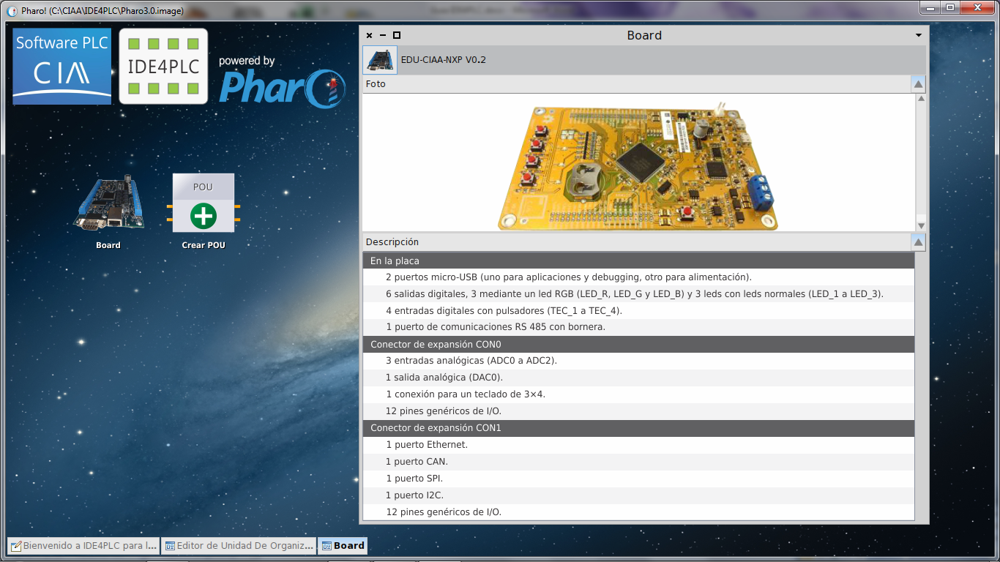 Pharo! (C:\CIAA\IDE4PLC\Pharo3.0.image)
Software PLC
CIAA
IDE4PLC
powered by
Pharo
Board
EDU-CIAA-NXP V0.2
Foto
POU
Board
Crear POU
Descripción
En la placa
2 puertos micro-USB (uno para aplicaciones y debugging, otro para alimentación).
6 salidas digitales, 3 mediante un led RGB (LED_R, LED_G y LED_B) y 3 leds con leds normales (LED_1 a LED_3).
4 entradas digitales con pulsadores (TEC_1 a TEC_4).
1 puerto de comunicaciones RS 485 con bornera.
Conector de expansión CON0
3 entradas analógicas (ADC0 a ADC2).
1 salida analógica (DAC0).
1 conexión para un teclado de 3×4.
12 pines genéricos de I/O.
Conector de expansión CON1
1 puerto Ethernet.
1 puerto CAN.
1 puerto SPI.
1 puerto I2C.
12 pines genéricos de I/O.
Bienvenido a IDE4PLC para l...
Editor de Unidad De Organiz...
Board